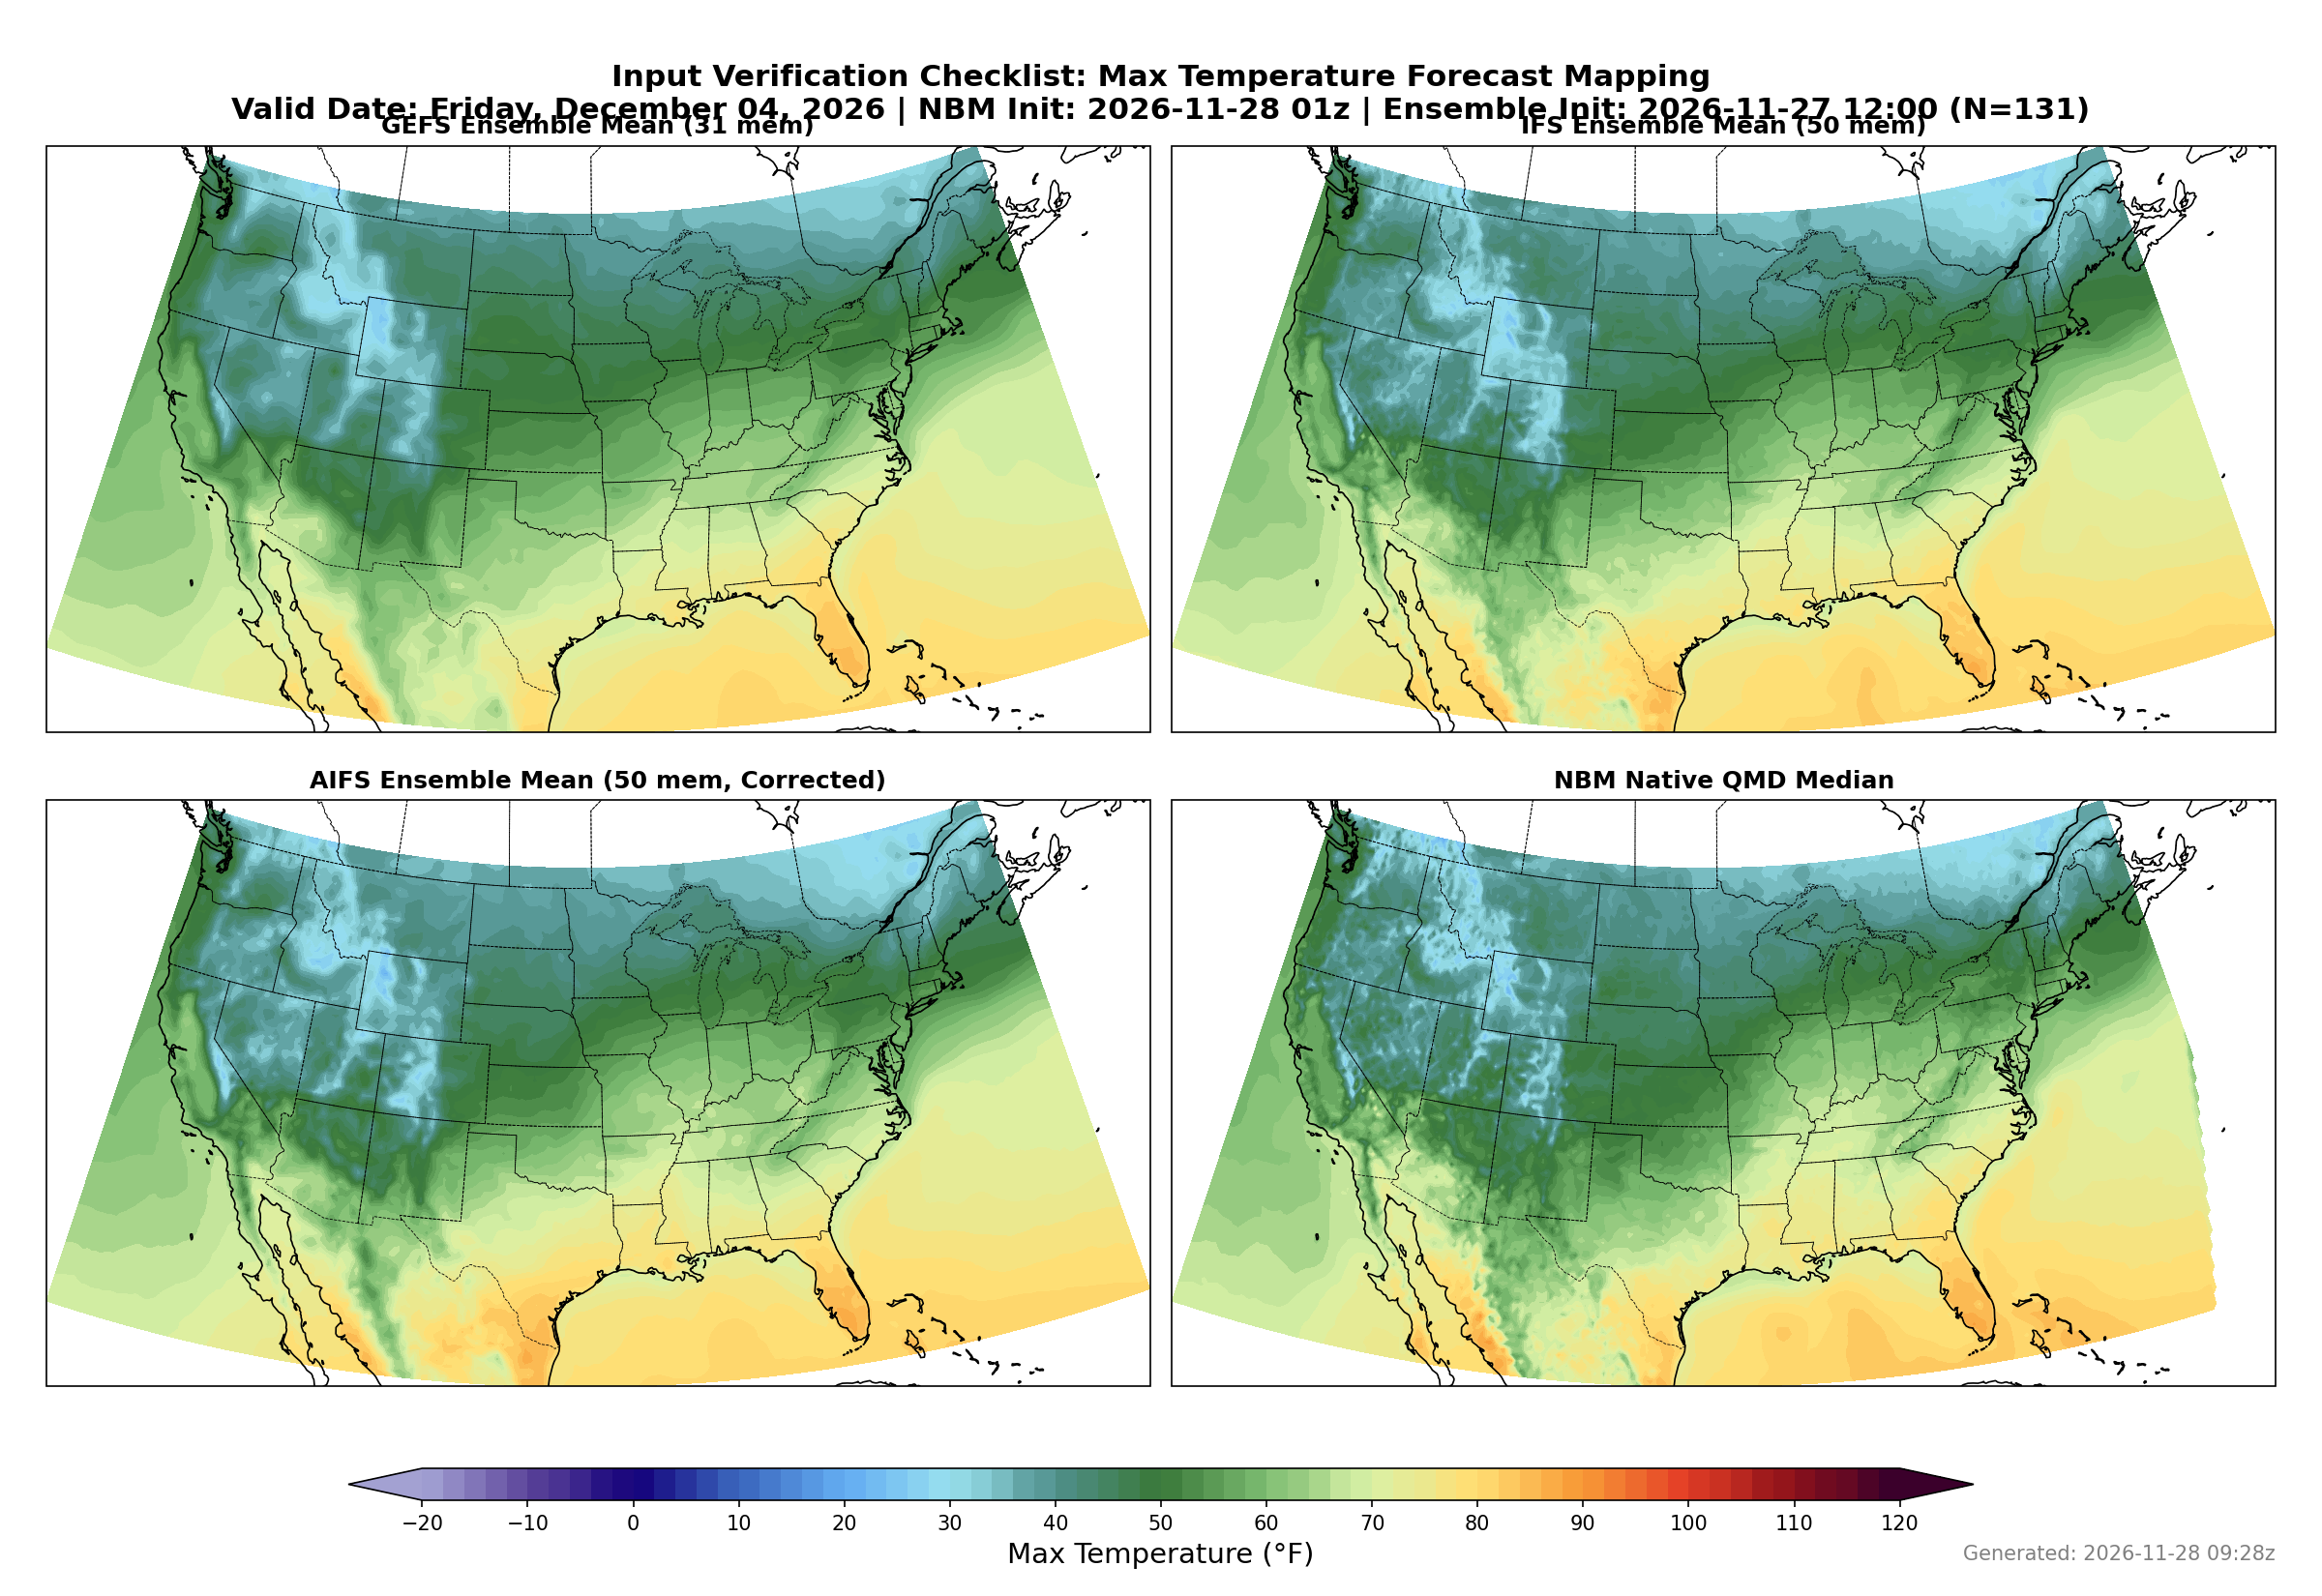 Input Verification Checklist: Max Temperature Forecast Mapping
Valid Date: Friday, December 04, 2026 | NBM Init: 2026-11-28 01z | Ensemble Init: 2026-11-27 12:00 (N=131)
GEFS Ensemble Mean (31 mem)
IFS Ensemble Mean (50 mem)
AIFS Ensemble Mean (50 mem, Corrected)
NBM Native QMD Median
−20 −10 0 10 20 30 40 50 60 70 80 90 100 110 120
Max Temperature (°F)
Generated: 2026-11-28 09:28z